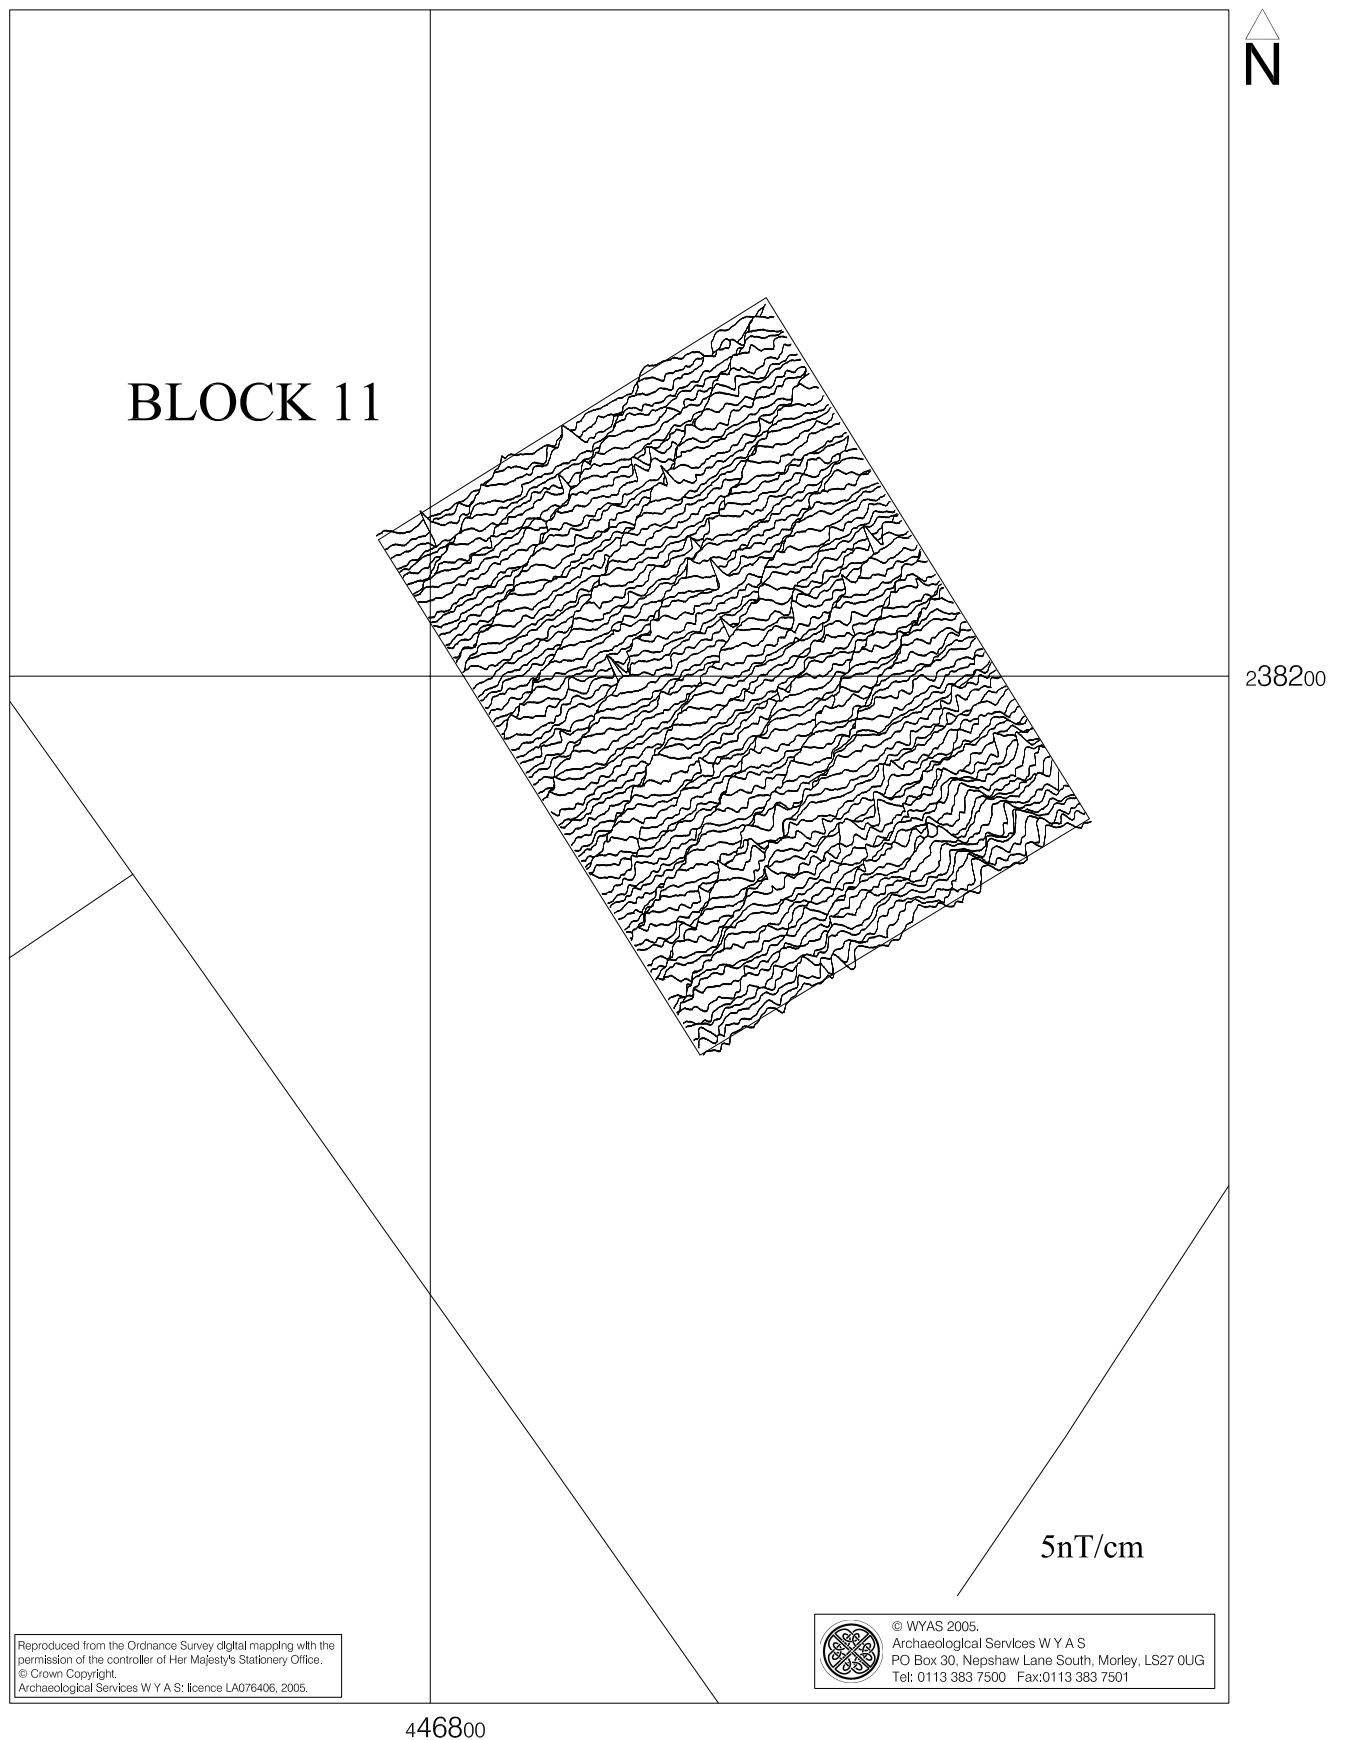 N
BLOCK 11
238200
5nT/cm
© WYAS 2005.
Archaeological Services W Y A S
PO Box 30, Nepshaw Lane South, Morley, LS27 0UG
Tel: 0113 383 7500 Fax:0113 383 7501
Reproduced from the Ordnance Survey digital mapping with the
permission of the controller of Her Majesty's Stationery Office.
© Crown Copyright.
Archaeological Services W Y A S: licence LA076406, 2005.
446800